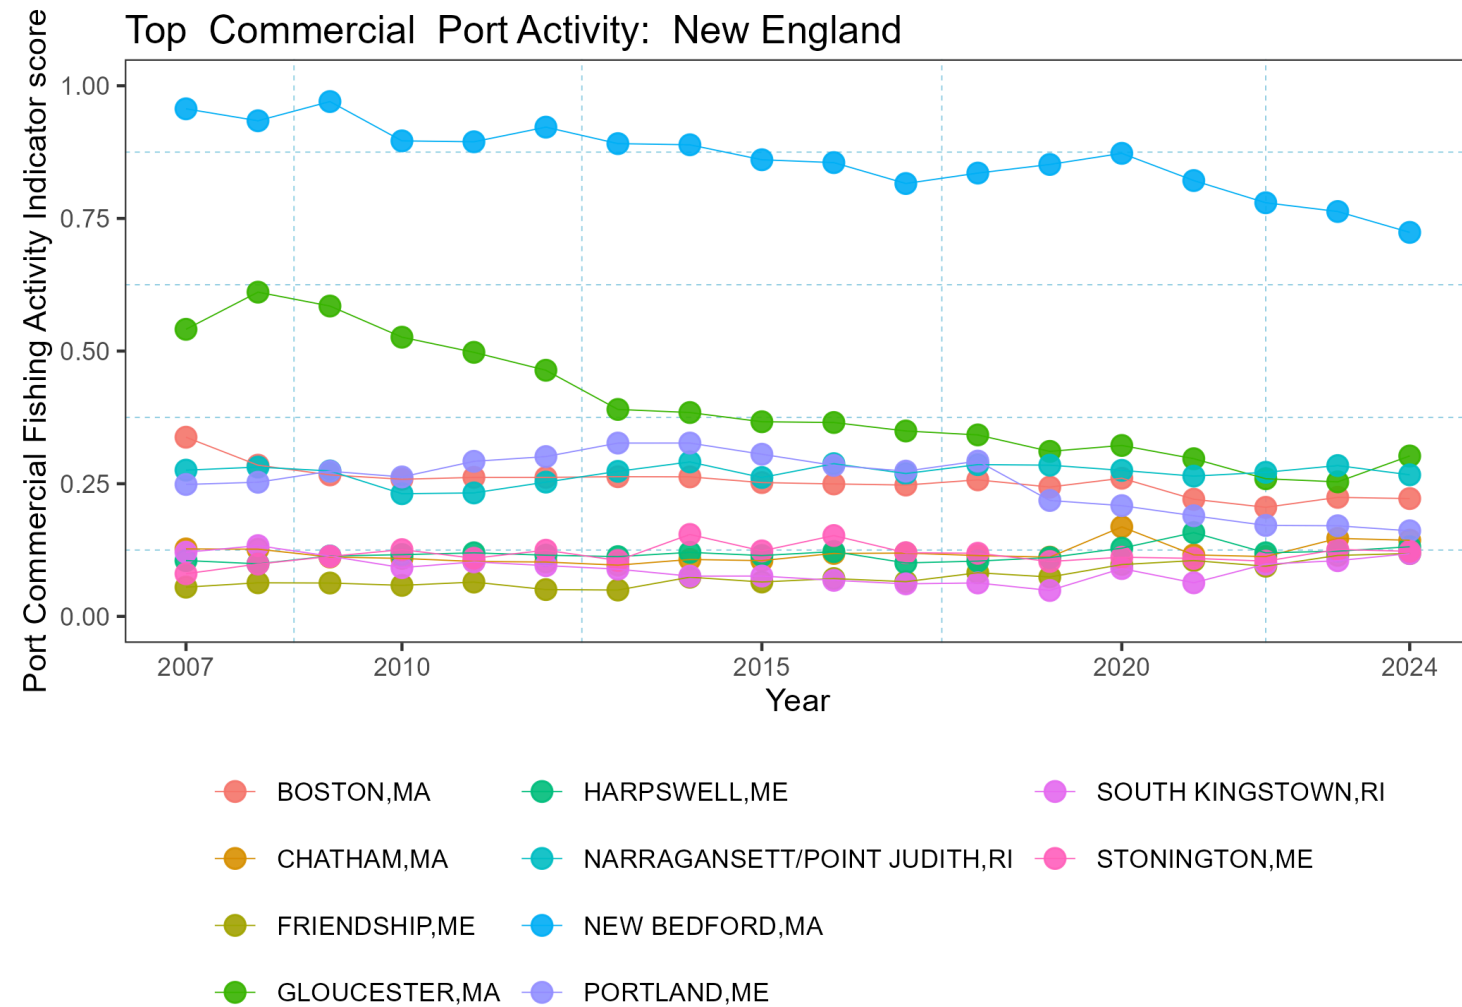 Top Commercial Port Activity: New England
Port Commercial Fishing Activity Indicator score
1.00
0.75
0.50
0.25
0.00
2007 2010 2015 2020 2024
Year
BOSTON,MA HARPSWELL,ME SOUTH KINGSTOWN,RI
CHATHAM,MA NARRAGANSETT/POINT JUDITH,RI STONINGTON,ME
FRIENDSHIP,ME NEW BEDFORD,MA
GLOUCESTER,MA PORTLAND,ME